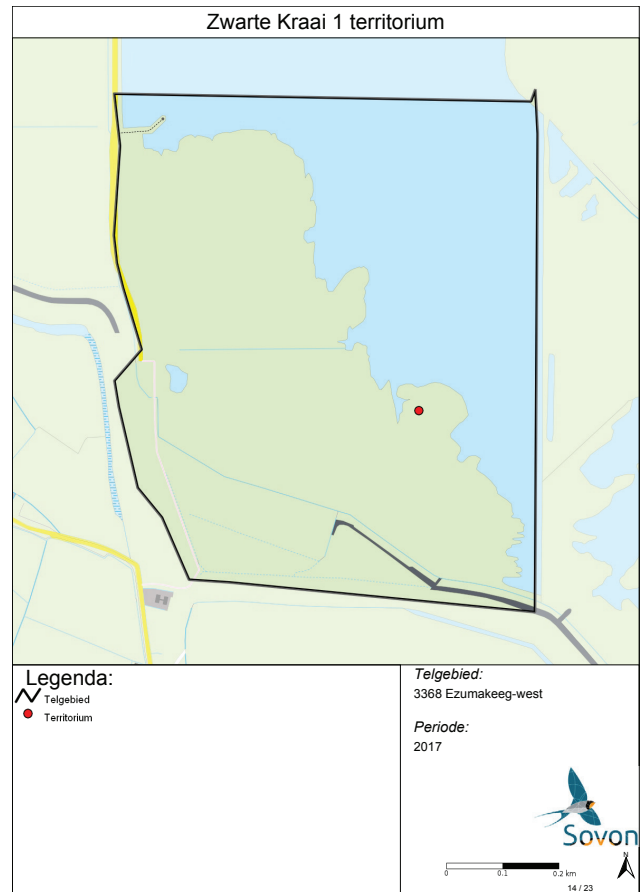 Zwarte Kraai 1 territorium
Legenda:
Telgebied
Territorium
Telgebied:
3368 Ezumakeeg-west
Periode:
2017
Sovon
N
0 0.1 0.2 km
14 / 23